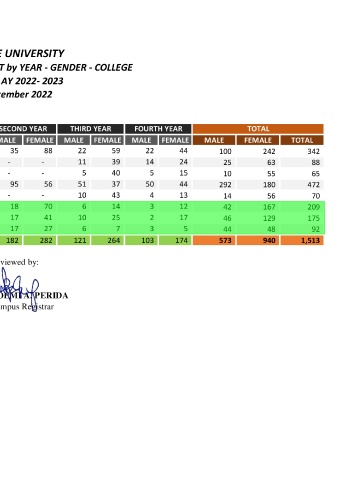 E UNIVERSITY
T by YEAR - GENDER - COLLEGE
AY 2022- 2023
cember 2022
SECOND YEAR THIRD YEAR FOURTH YEAR TOTAL
MALE FEMALE MALE FEMALE MALE FEMALE MALE FEMALE TOTAL
35 88 22 59 22 44 100 242 342
- - 11 39 14 24 25 63 88
- - 5 40 5 15 10 55 65
95 56 51 37 50 44 292 180 472
- - 10 43 4 13 14 56 70
18 70 6 14 3 12 42 167 209
17 41 10 25 2 17 46 129 175
17 27 6 7 3 5 44 48 92
182 282 121 264 103 174 573 940 1,513
viewed by:
PERIDA
mpus Registrar